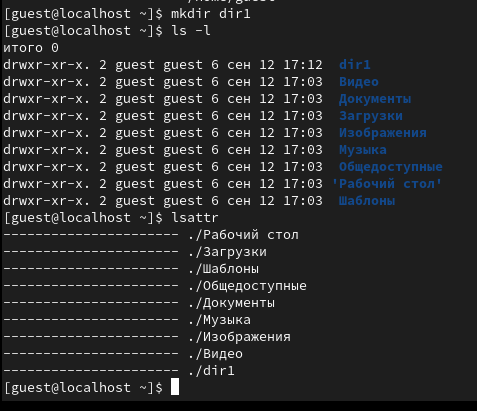 [guest@localhost ~]$ mkdir dir1
[guest@localhost ~]$ ls -l
итого 0
drwxr-xr-x. 2 guest guest 6 сен 12 17:12  dir1
drwxr-xr-x. 2 guest guest 6 сен 12 17:03  Видео
drwxr-xr-x. 2 guest guest 6 сен 12 17:03  Документы
drwxr-xr-x. 2 guest guest 6 сен 12 17:03  Загрузки
drwxr-xr-x. 2 guest guest 6 сен 12 17:03  Изображения
drwxr-xr-x. 2 guest guest 6 сен 12 17:03  Музыка
drwxr-xr-x. 2 guest guest 6 сен 12 17:03  Общедоступные
drwxr-xr-x. 2 guest guest 6 сен 12 17:03 'Рабочий стол'
drwxr-xr-x. 2 guest guest 6 сен 12 17:03  Шаблоны
[guest@localhost ~]$ lsattr
---------------------- ./Рабочий стол
---------------------- ./Загрузки
---------------------- ./Шаблоны
---------------------- ./Общедоступные
---------------------- ./Документы
---------------------- ./Музыка
---------------------- ./Изображения
---------------------- ./Видео
---------------------- ./dir1
[guest@localhost ~]$